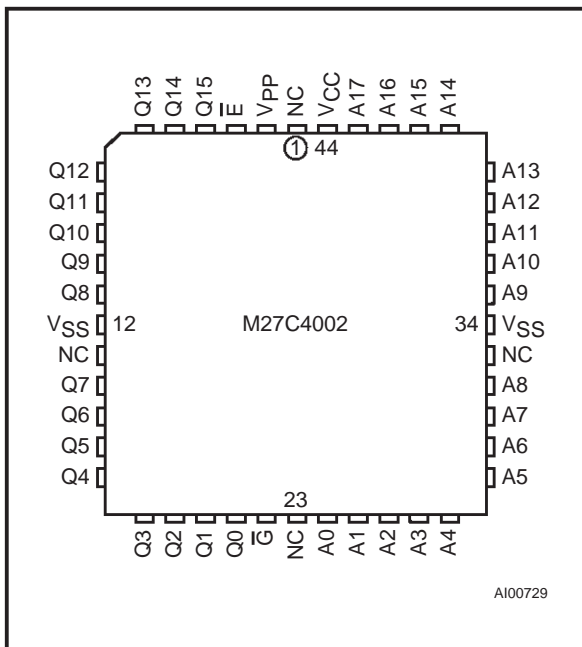 Q13 Q14 Q15 E VPP NC VCC A17 A16 A15 A14
1 44
Q12 A13
Q11 A12
Q10 A11
Q9 A10
Q8 A9
VSS 12 M27C4002 34 VSS
NC NC
Q7 A8
Q6 A7
Q5 A6
Q4 A5
23
Q3 Q2 Q1 Q0 G NC A0 A1 A2 A3 A4
AI00729